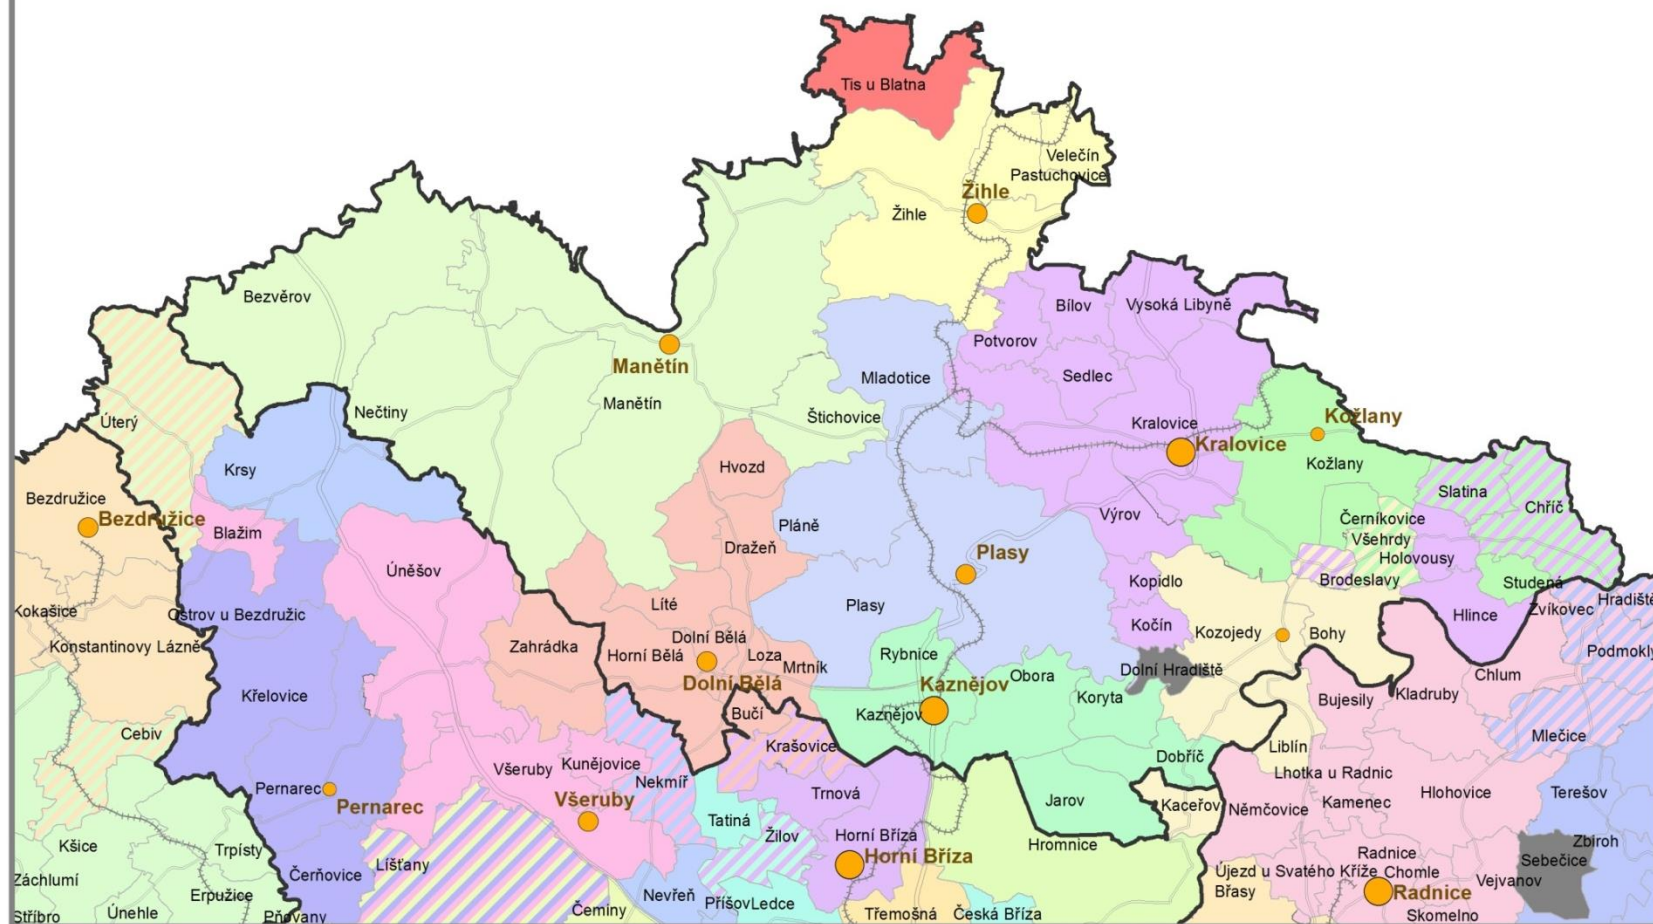 Tis u Blatna
Velečín
Pastuchovice
Žihle
Žihle
Bezvěrov
Bílov
Vysoká Libyně
Potvorov
Manětín
Mladotice
Sedlec
Manětín
Nečtiny
Štichovice
Kralovice
Kožlany
Úterý
Kralovice
Hvozd
Krsy
Kožlany
Bezdružice
Bezdružice
Slatina
Chříč
Blažim
Pláně
Výrov
Černíkovice
Dražeň
Plasy
Všehrdy
Holovousy
Úněšov
Kopidlo
Brodeslavy
Studená
Kokašice
Ostrov u Bezdružic
Líté
Plasy
Hlince
Zvíkovec
Hradiště
Kočín
Kozojedy
Bohy
Konstantinovy Lázně
Zahrádka
Dolní Bělá
Horní Bělá
Loza
Mrtník
Rybnice
Podmokly
Dolní Hradiště
Dolní Bělá
Kaznějov
Obora
Koryta
Chlum
Křelovice
Bučí
Kaznějov
Bujesily
Kladruby
Cebiv
Krašovice
Liblín
Mlečice
Dobříč
Všeruby
Kunějovice
Nekmíř
Lhotka u Radnic
Pernarec
Pernarec
Všeruby
Trnová
Jarov
Kaceřov
Němčovice
Kamenec
Hlohovice
Terešov
Tatiná
Žilov
Horní Bříza
Hromnice
Kšice
Trpísty
Horní Bříza
Zbiroh
Líšťany
Radnice
Sebečice
Záchlumí
Černovice
Újezd u Svatého Kříže
Chomle
Vejvanov
Erpužice
Nevřeň
Příšov
Ledce
Břasy
Radnice
Stříbro
Únehle
Pňovany
Čeminy
Třemošná
Česká Bříza
Skomelno